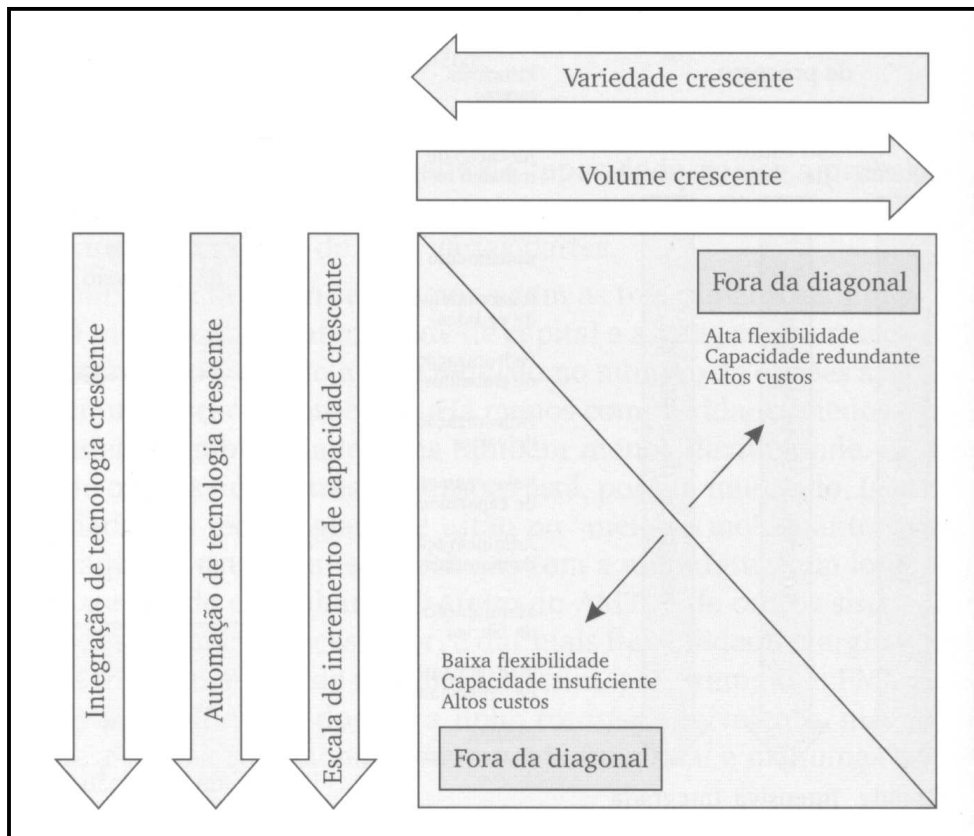 Variedade crescente
Volume crescente
Integração de tecnologia crescente
Automação de tecnologia crescente
Escala de incremento de capacidade crescente
Fora da diagonal
Alta flexibilidade
Capacidade redundante
Altos custos
Baixa flexibilidade
Capacidade insuficiente
Altos custos
Fora da diagonal